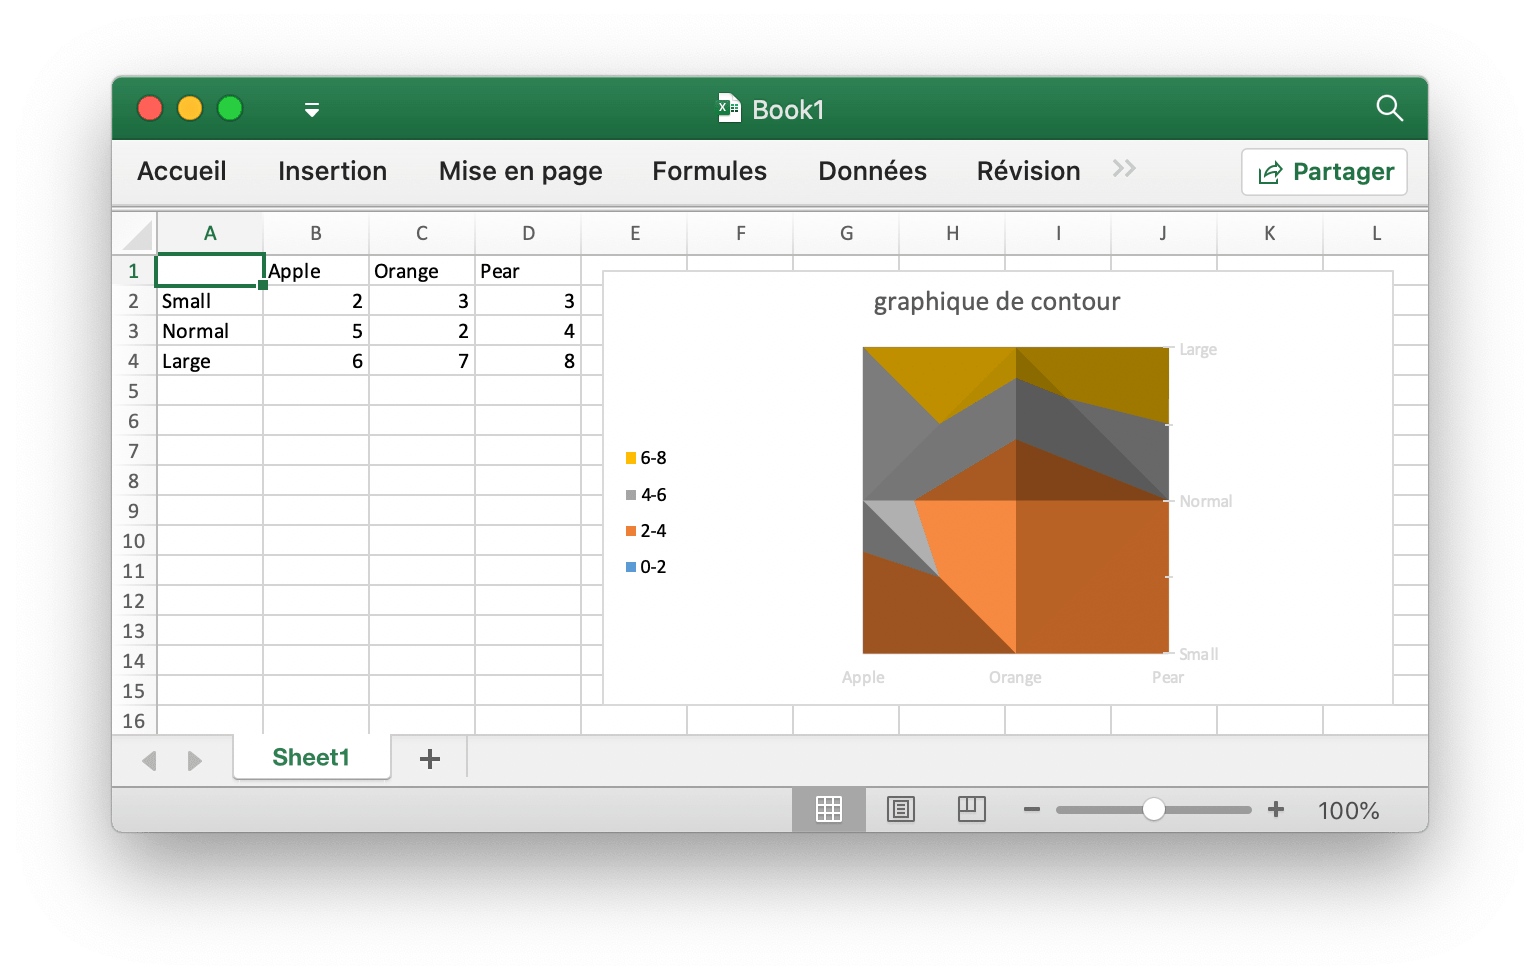 Book1
Accueil Insertion Mise en page Formules Données Révision Partager
A B C D E F G H I J K L
1 Apple Orange Pear
2 Small 2 3 3
3 Normal 5 2 4
4 Large 6 7 8
5
6
7
8
9
10
11
12
13
14
15
16
graphique de contour
Large
6-8
4-6
Normal
2-4
0-2
Small
Apple Orange Pear
Sheet1
100%